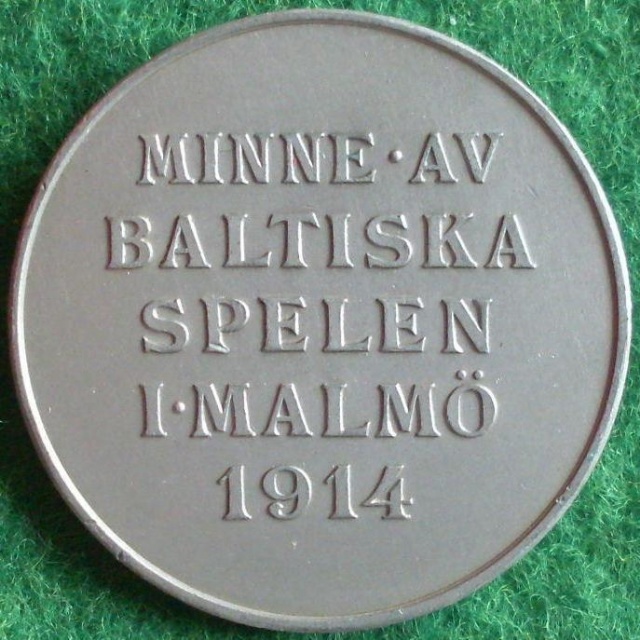 MINNE·AV
BALTISKA
SPELEN
I·MALMÖ
1914